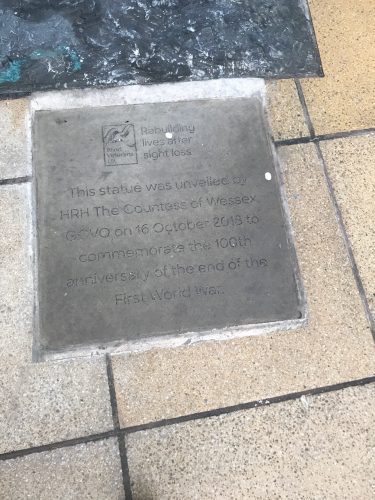 Blind
Veterans
UK
Rebuilding
lives after
sight loss
This statue was unveiled by
HRH The Countess of Wessex
GCVO on 16 October 2018 to
commemorate the 100th
anniversary of the end of the
First World War.